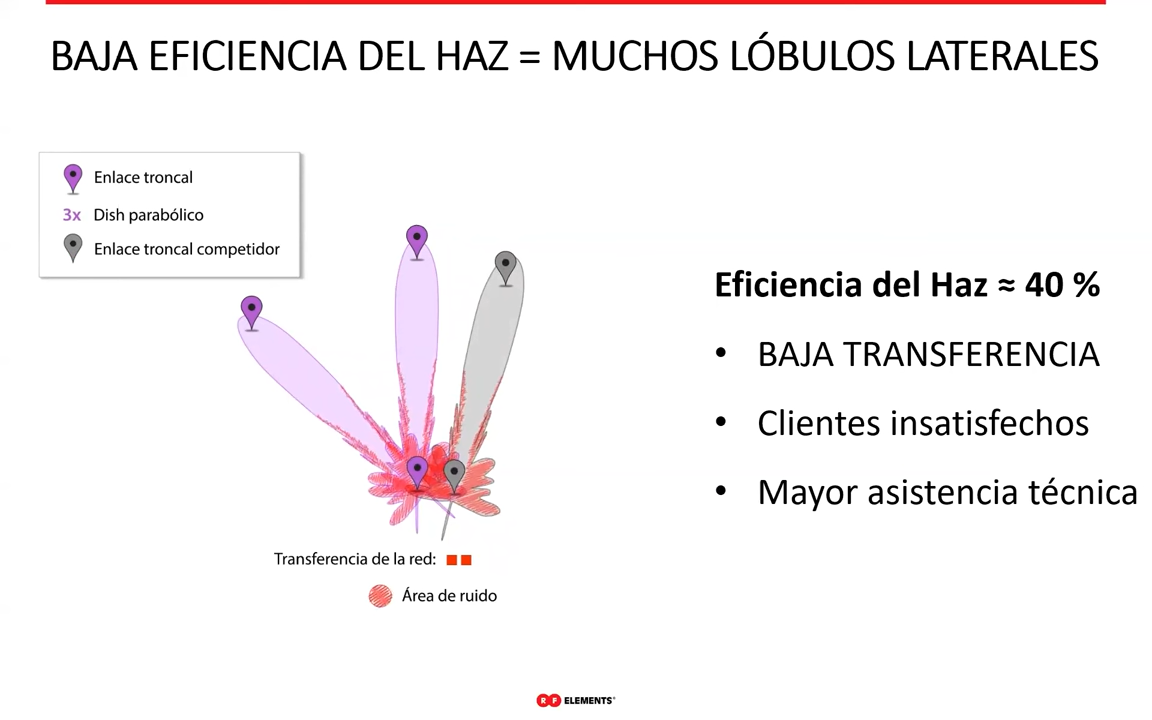 BAJA EFICIENCIA DEL HAZ = MUCHOS LÓBULOS LATERALES
Enlace troncal
3x Dish parabólico
Enlace troncal competidor
Eficiencia del Haz ≈ 40 %
• BAJA TRANSFERENCIA
• Clientes insatisfechos
• Mayor asistencia técnica
Transferencia de la red:
Área de ruido
RF ELEMENTS®